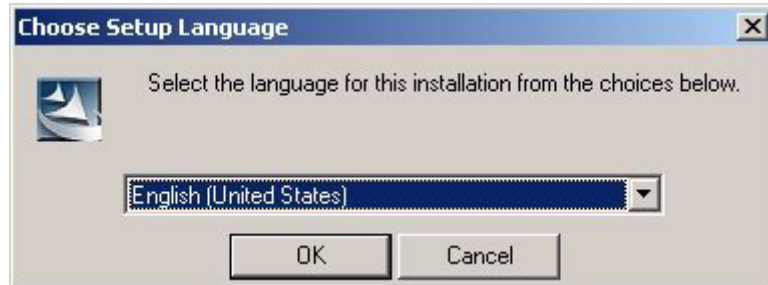 Choose Setup Language
Select the language for this installation from the choices below.
English (United States)
OK Cancel